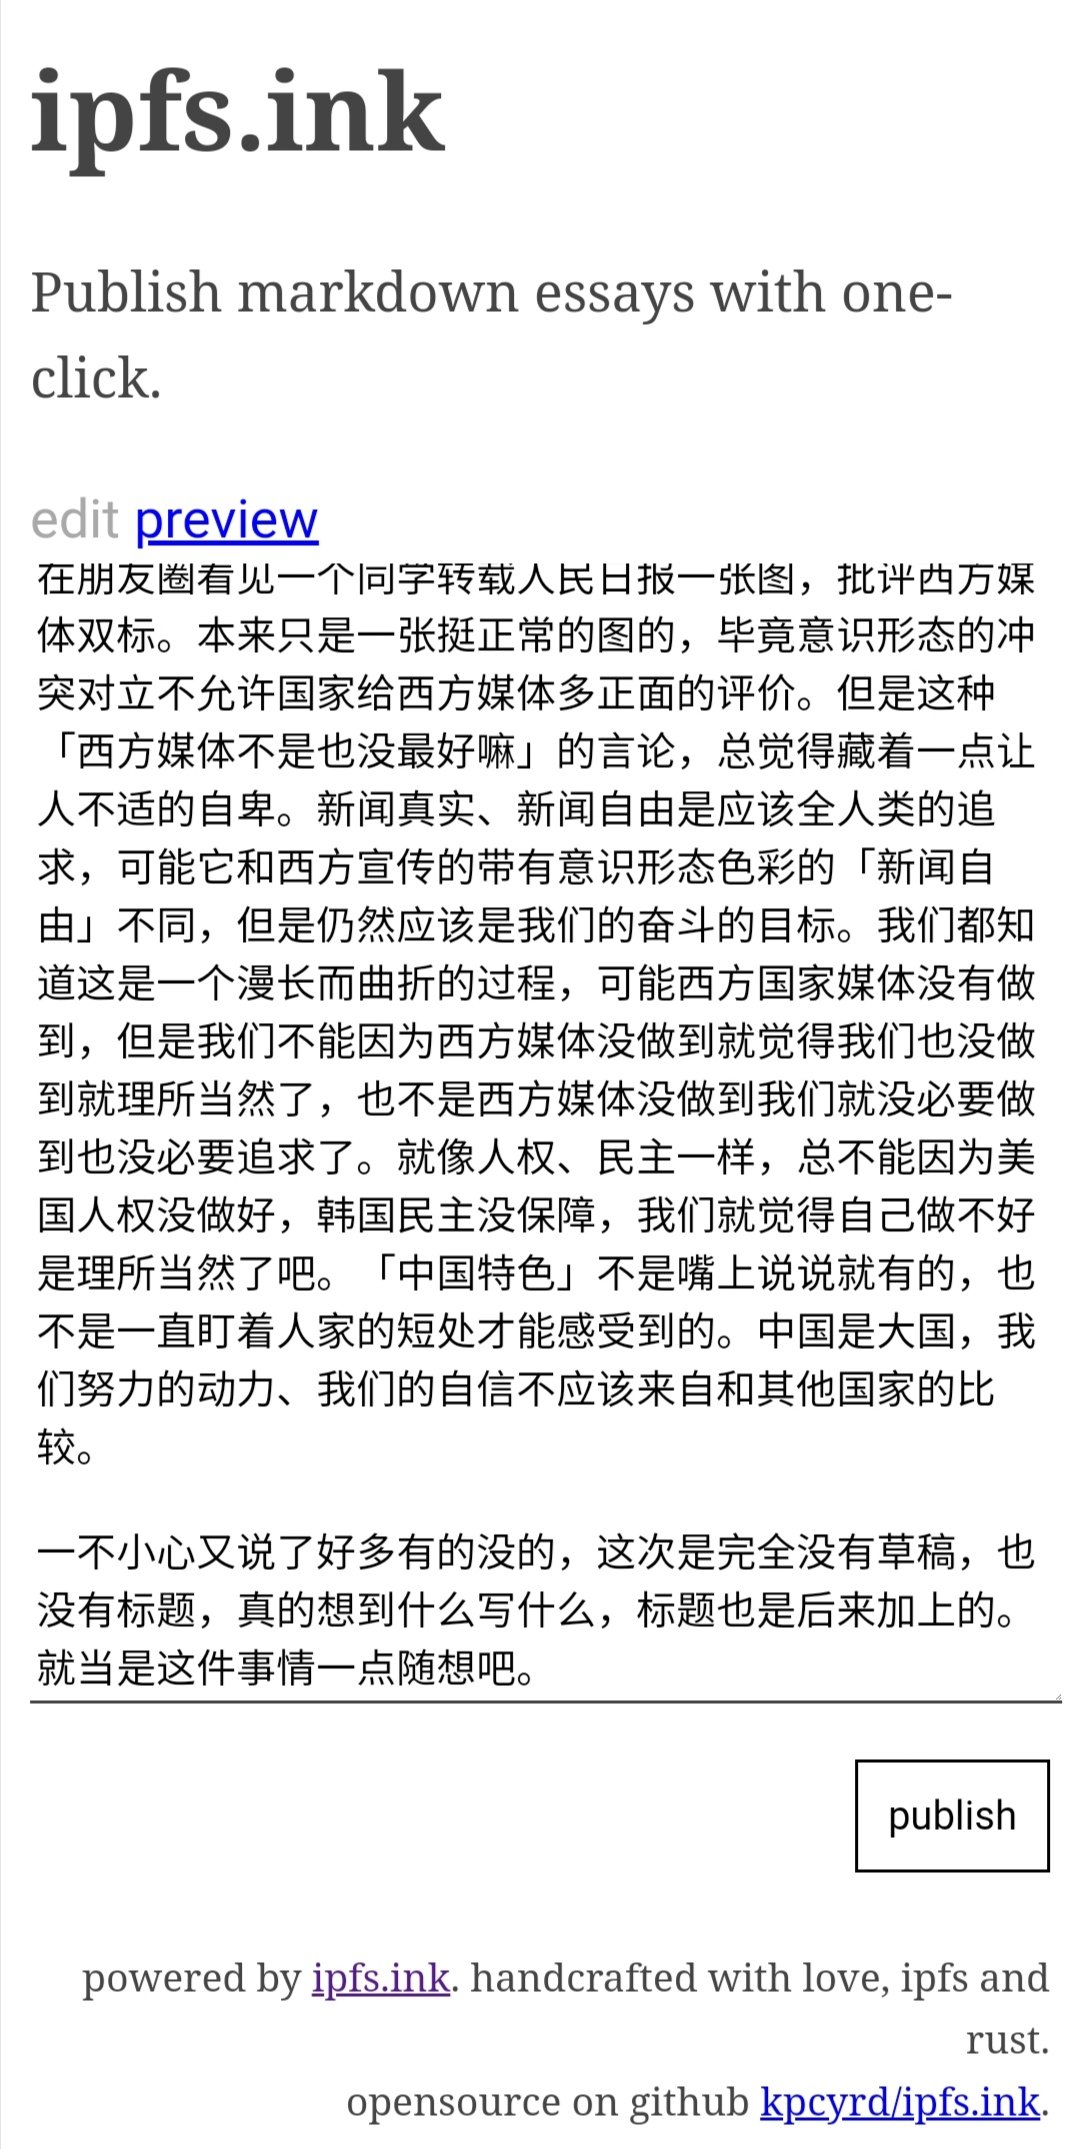 ipfs.ink
Publish markdown essays with one-
click.
edit preview
在朋友圈看见一个同学转载人民日报一张图，批评西方媒
体双标。本来只是一张挺正常的图的，毕竟意识形态的冲
突对立不允许国家给西方媒体多正面的评价。但是这种
「西方媒体不是也没最好嘛」的言论，总觉得藏着一点让
人不适的自卑。新闻真实、新闻自由是应该全人类的追
求，可能它和西方宣传的带有意识形态色彩的「新闻自
由」不同，但是仍然应该是我们的奋斗的目标。我们都知
道这是一个漫长而曲折的过程，可能西方国家媒体没有做
到，但是我们不能因为西方媒体没做到就觉得我们也没做
到就理所当然了，也不是西方媒体没做到我们就没必要做
到也没必要追求了。就像人权、民主一样，总不能因为美
国人权没做好，韩国民主没保障，我们就觉得自己做不好
是理所当然了吧。「中国特色」不是嘴上说说就有的，也
不是一直盯着人家的短处才能感受到的。中国是大国，我
们努力的动力、我们的自信不应该来自和其他国家的比
较。
一不小心又说了好多有的没的，这次是完全没有草稿，也
没有标题，真的想到什么写什么，标题也是后来加上的。
就当是这件事情一点随想吧。
publish
powered by ipfs.ink. handcrafted with love, ipfs and
rust.
opensource on github kpcyrd/ipfs.ink.